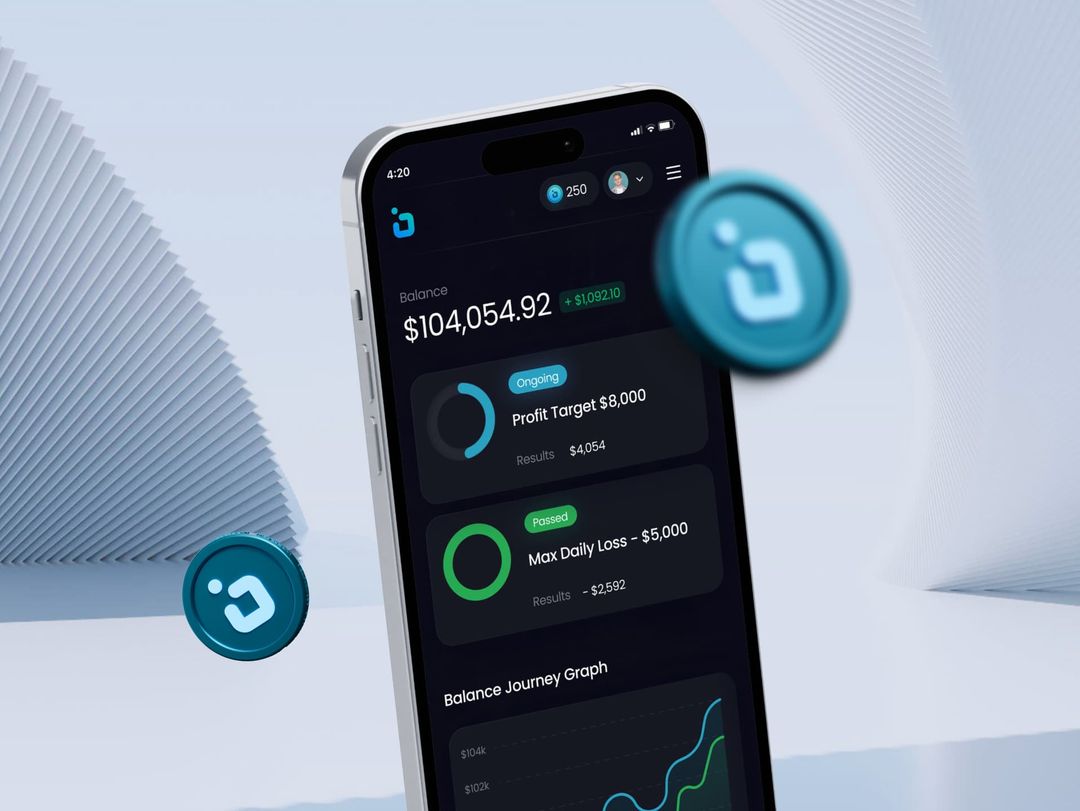 4:20
250
Balance
$104,054.92 + $1,092.10
Ongoing
Profit Target $8,000
Results $4,054
Passed
Max Daily Loss - $5,000
Results - $2,592
Balance Journey Graph
$104k
$102k